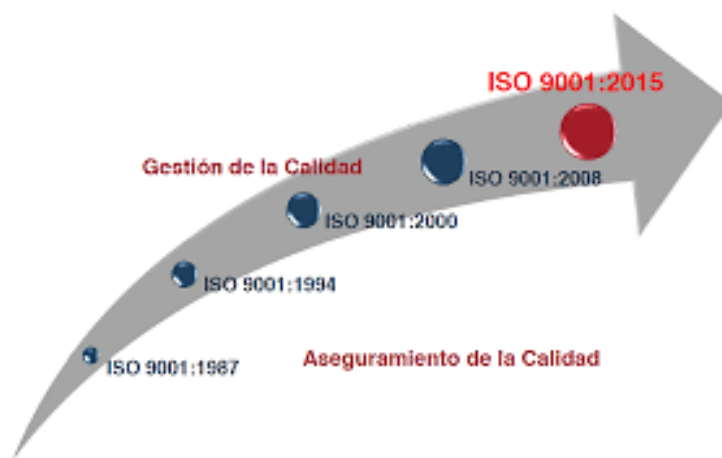 ISO 9001:2015
Gestión de la Calidad
ISO 9001:2008
ISO 9001:2000
ISO 9001:1994
Aseguramiento de la Calidad
ISO 9001:1987